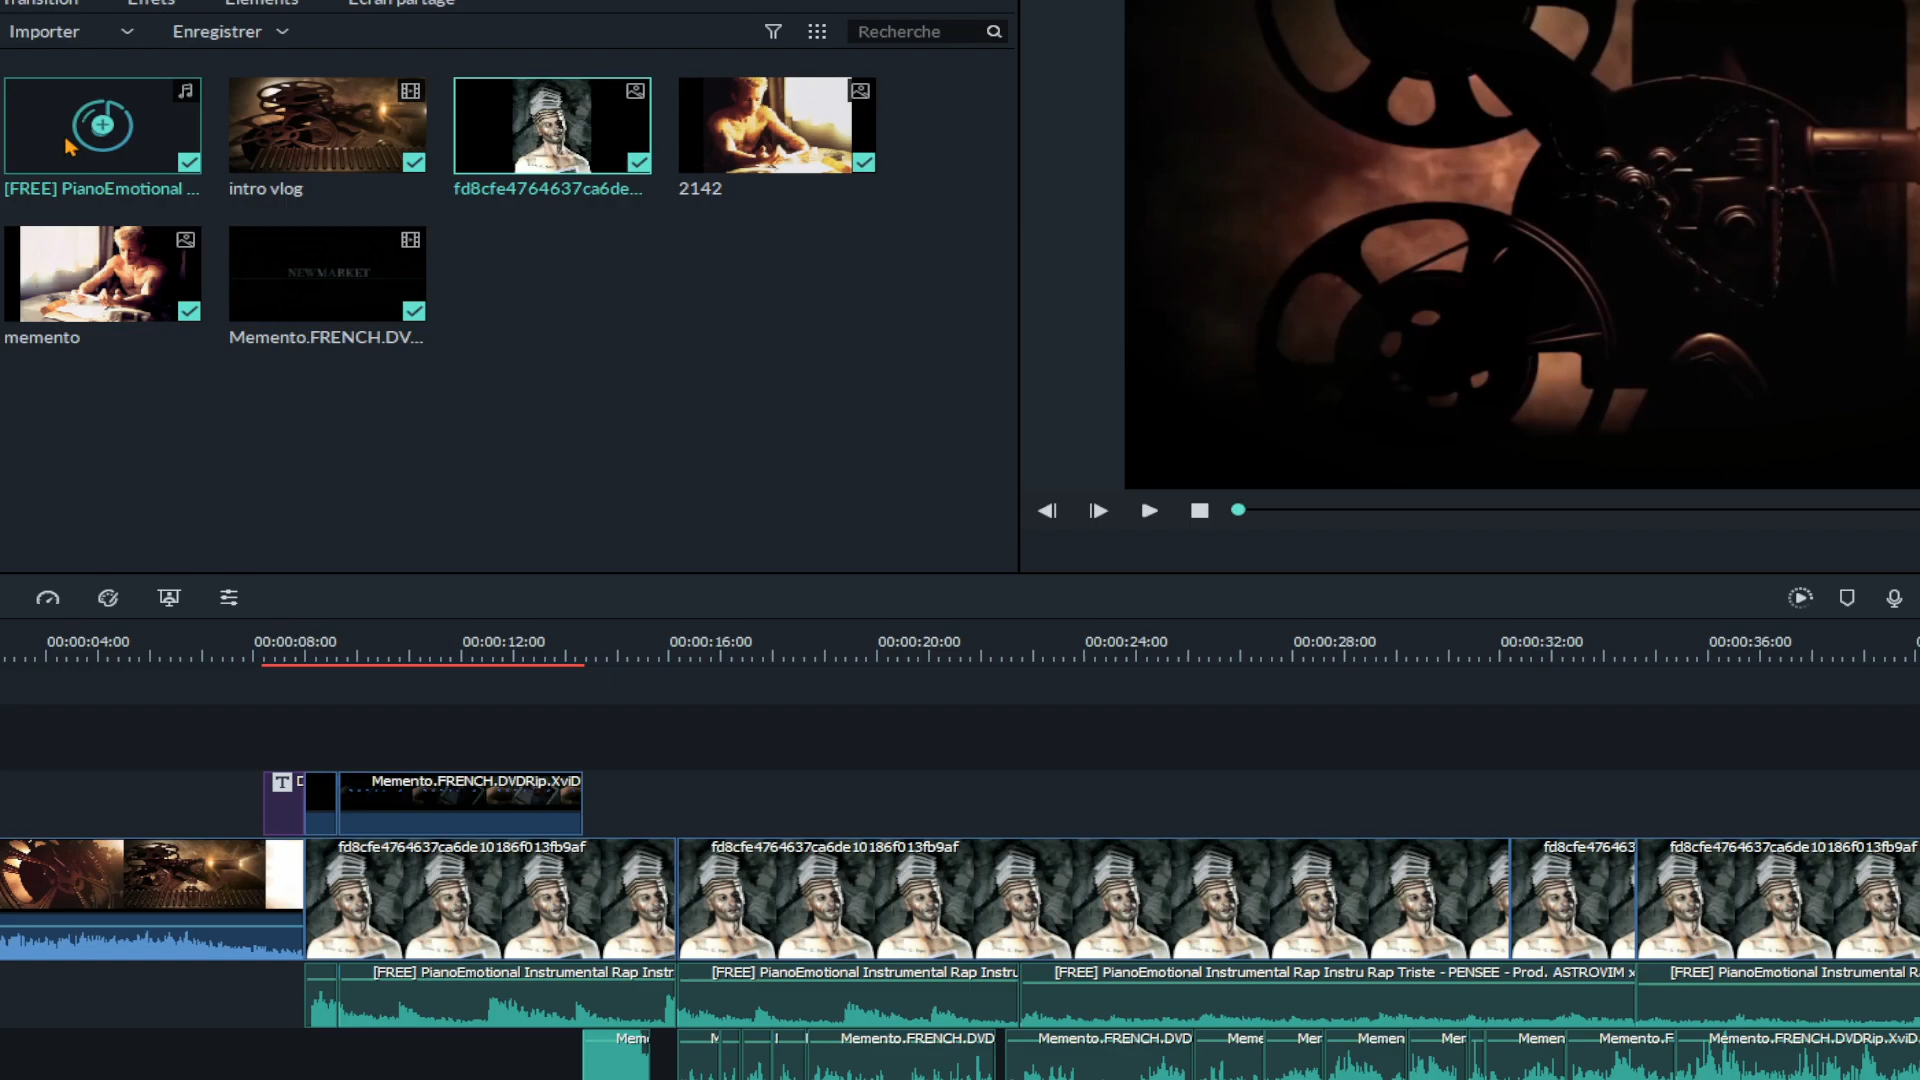 Transition Effets Éléments Écran partagé
Importer Enregistrer Recherche
[FREE] PianoEmotional ... intro vlog fd8cfe4764637ca6de... 2142
NEWMARKET
memento Memento.FRENCH.DV...
00:00:04:00 00:00:08:00 00:00:12:00 00:00:16:00 00:00:20:00 00:00:24:00 00:00:28:00 00:00:32:00 00:00:36:00
T D Memento.FRENCH.DVDRip.XviD
fd8cfe4764637ca6de10186f013fb9af fd8cfe4764637ca6de10186f013fb9af fd8cfe476463 fd8cfe4764637ca6de10186f013fb9af
[FREE] PianoEmotional Instrumental Rap Instr [FREE] PianoEmotional Instrumental Rap Instru [FREE] PianoEmotional Instrumental Rap Instru Rap Triste - PENSEE - Prod. ASTROVIM x [FREE] PianoEmotional Instrumental R
Mem M Memento.FRENCH.DVD Memento.FRENCH.DVD Meme Mer Memen Mer Memen Memento.F Memento.FRENCH.DVDRip.XviD